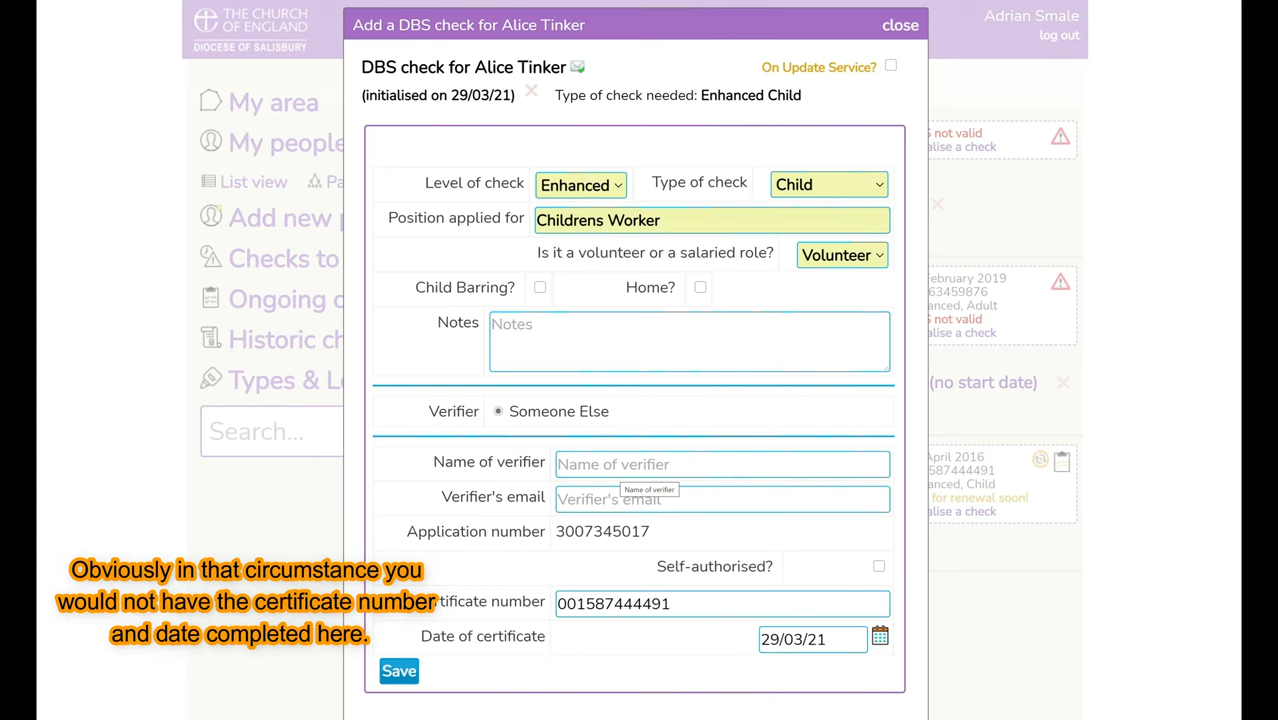 THE CHURCH
OF ENGLAND
DIOCESE OF SALISBURY
Adrian Smale
log out
Add a DBS check for Alice Tinker
close
DBS check for Alice Tinker
On Update Service?
(initialised on 29/03/21)
Type of check needed: Enhanced Child
My area
My people
List view
Add new
Checks to
Ongoing
Historic
Types &
Search...
Level of check
Enhanced
Type of check
Child
Position applied for
Childrens Worker
Is it a volunteer or a salaried role?
Volunteer
Child Barring?
Home?
Notes
Notes
Verifier
Someone Else
Name of verifier
Name of verifier
Name of verifier
Verifier's email
Verifier's email
Application number
3007345017
Self-authorised?
rtificate number
001587444491
Date of certificate
29/03/21
Save
not valid
alise a check
February 2019
63459876
anced, Adult
not valid
alise a check
(no start date)
April 2016
587444491
anced, Child
for renewal soon!
alise a check
Obviously in that circumstance you
would not have the certificate number
and date completed here.